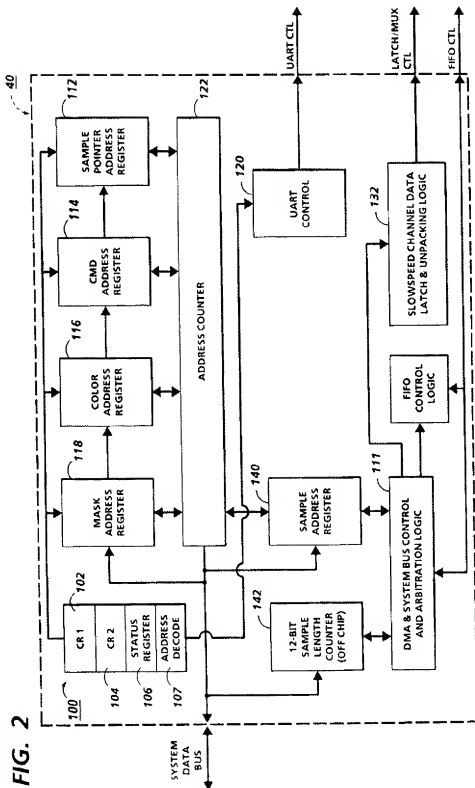 FIG. 2
40
100
102
CR 1
104
CR 2
106
STATUS
REGISTER
107
ADDRESS
DECODE
118
MASK
ADDRESS
REGISTER
116
COLOR
ADDRESS
REGISTER
114
CMD
ADDRESS
REGISTER
112
SAMPLE
POINTER
ADDRESS
REGISTER
122
ADDRESS COUNTER
SYSTEM
DATA
BUS
142
12-BIT
SAMPLE
LENGTH
COUNTER
(OFF CHIP)
140
SAMPLE
ADDRESS
REGISTER
120
UART
CONTROL
UART CTL
111
DMA & SYSTEM BUS CONTROL
AND ARBITRATION LOGIC
FIFO
CONTROL
LOGIC
132
SLOWSPEED CHANNEL DATA
LATCH & UNPACKING LOGIC
LATCH/MUX
CTL
FIFO CTL